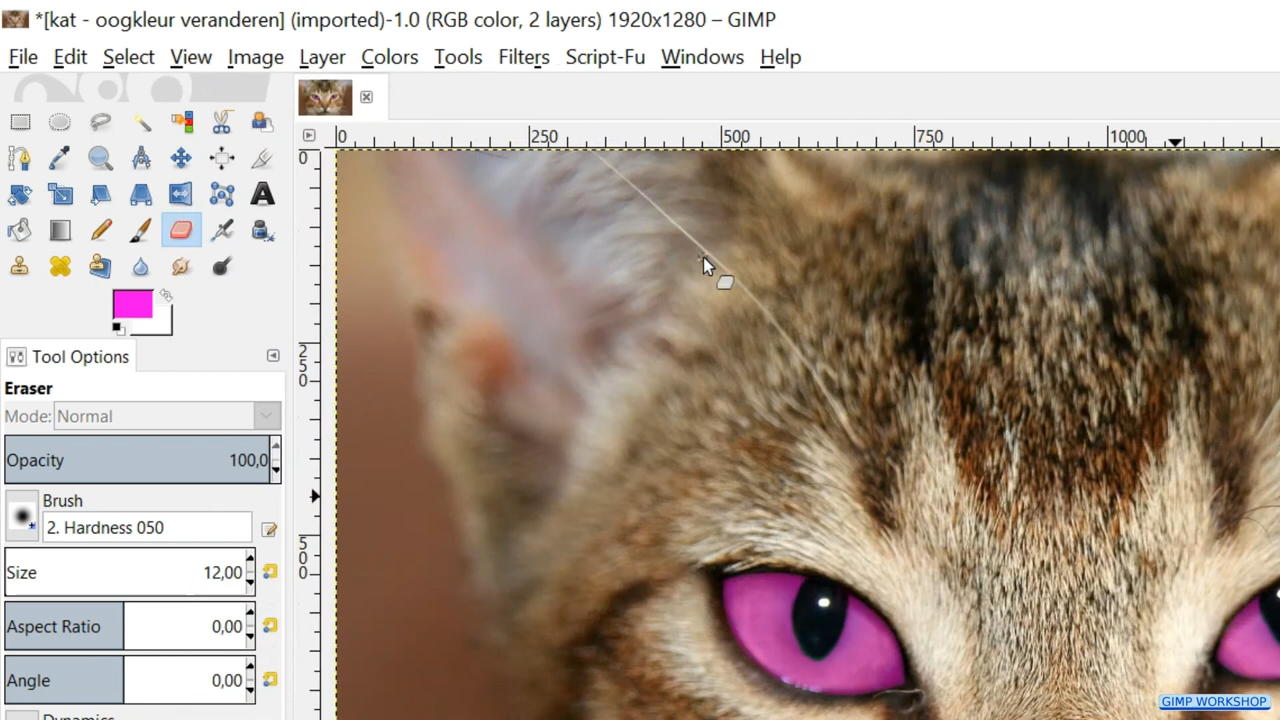 *[kat - oogkleur veranderen] (imported)-1.0 (RGB color, 2 layers) 1920x1280 – GIMP
File Edit Select View Image Layer Colors Tools Filters Script-Fu Windows Help
0 250 500 750 1000
0
250
500
Tool Options
Eraser
Mode: Normal
Opacity 100,0
Brush
2. Hardness 050
Size 12,00
Aspect Ratio 0,00
Angle 0,00
Dynamics
GIMP WORKSHOP